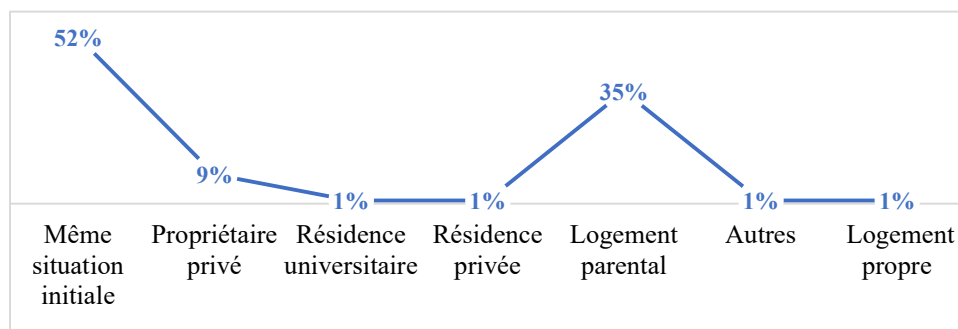 52%
9%
1%
1%
35%
1%
1%
Même
situation
initiale
Propriétaire
privé
Résidence
universitaire
Résidence
privée
Logement
parental
Autres
Logement
propre